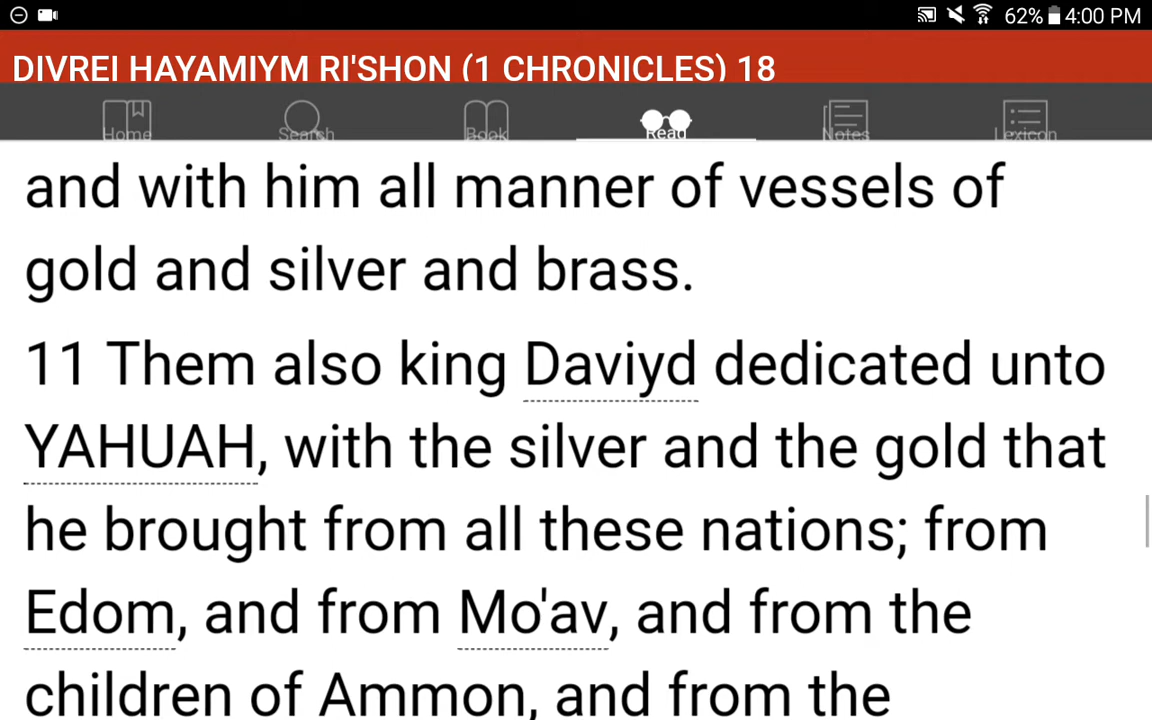 62% 4:00 PM
DIVREI HAYAMIYM RI'SHON (1 CHRONICLES) 18
Home Search Book Read Notes Lexicon
and with him all manner of vessels of
gold and silver and brass.
11 Them also king Daviyd dedicated unto
YAHUAH, with the silver and the gold that
he brought from all these nations; from
Edom, and from Mo'av, and from the
children of Ammon, and from the